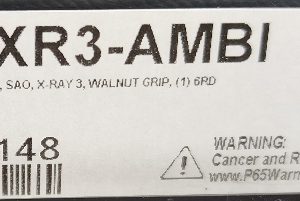 XR3-AMBI
, SAO, X-RAY 3, WALNUT GRIP, (1) 6RD
148
WARNING:
Cancer and R
www.P65Warn